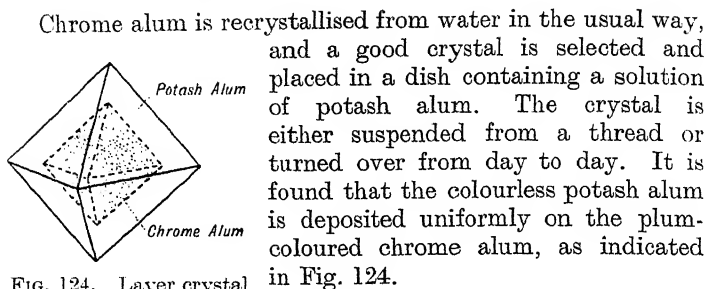 Chrome alum is recrystallised from water in the usual way,
and a good crystal is selected and
placed in a dish containing a solution
of potash alum. The crystal is
either suspended from a thread or
turned over from day to day. It is
found that the colourless potash alum
is deposited uniformly on the plum-
coloured chrome alum, as indicated
in Fig. 124.
Potash Alum
Chrome Alum
Fig. 124. Layer crystal